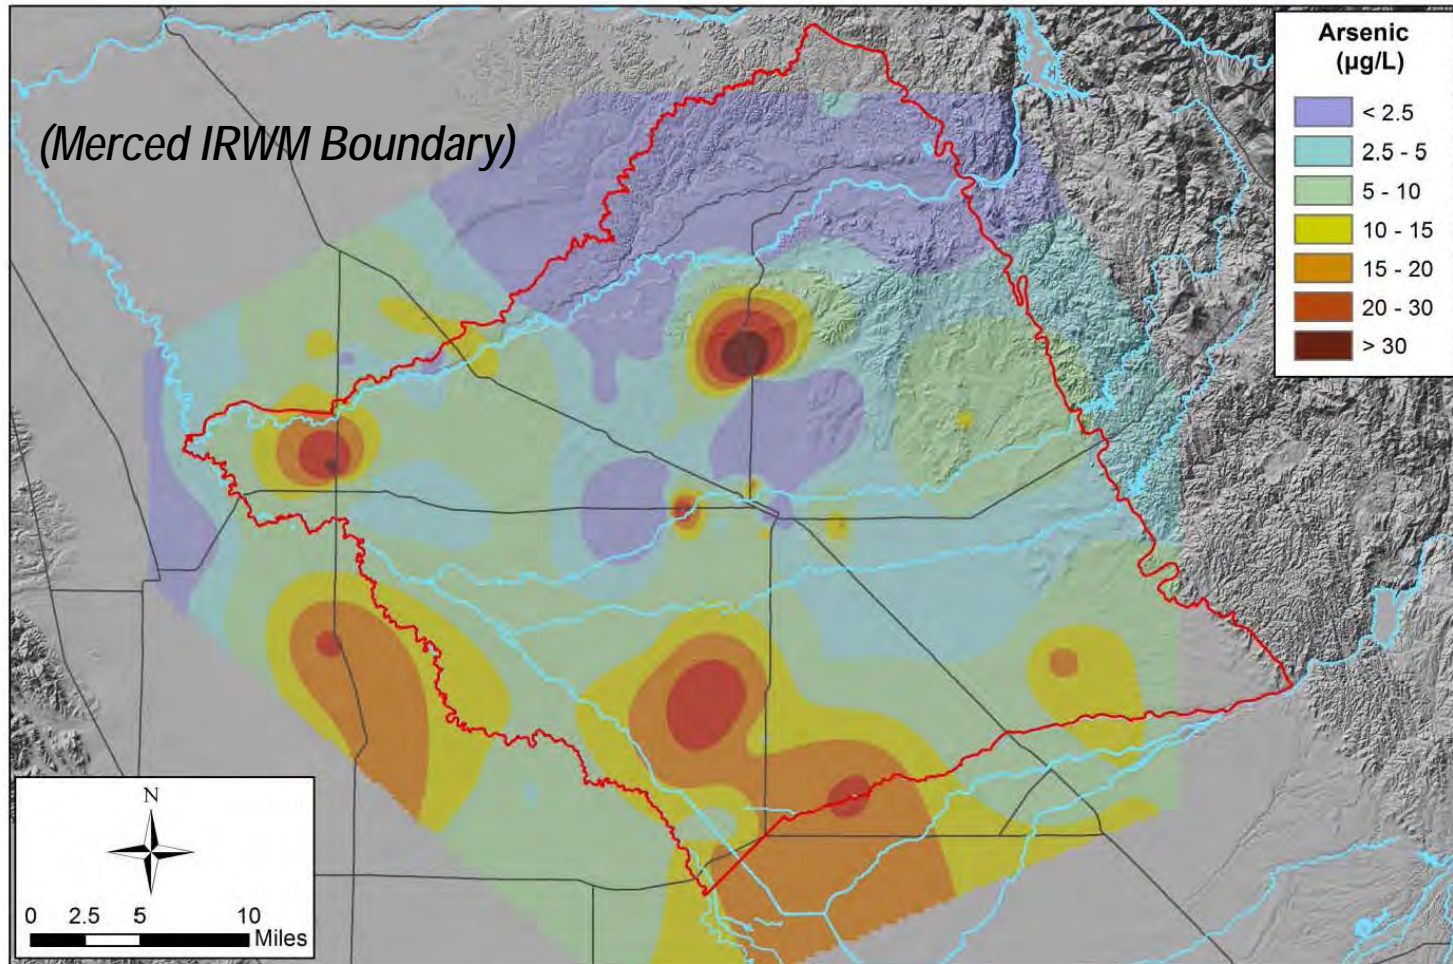 (Merced IRWM Boundary)
Arsenic
(µg/L)
< 2.5
2.5 - 5
5 - 10
10 - 15
15 - 20
20 - 30
> 30
N
0 2.5 5 10
Miles